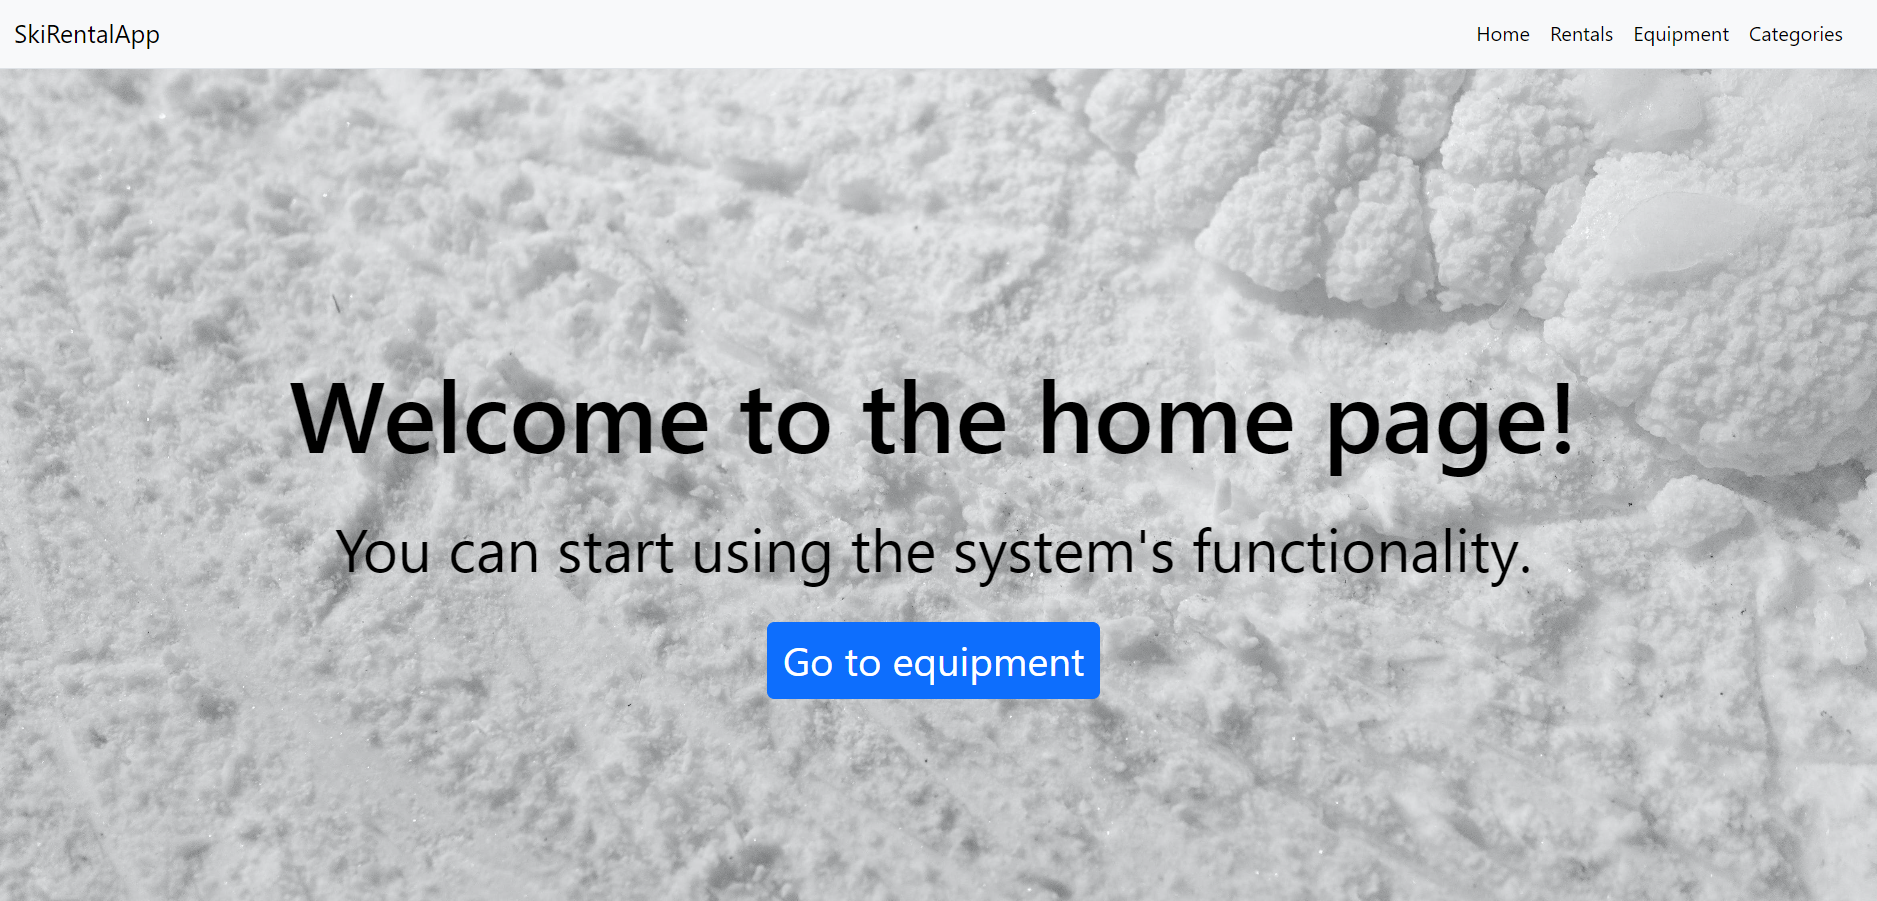 SkiRentalApp
Home Rentals Equipment Categories
Welcome to the home page!
You can start using the system's functionality.
Go to equipment